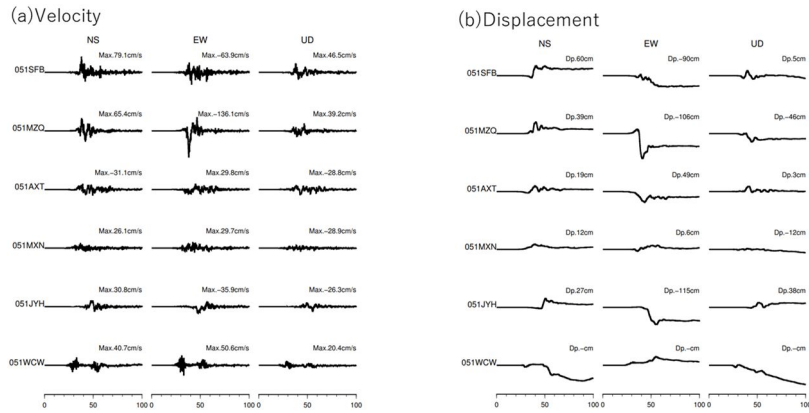 (a)Velocity
NS EW UD
051SFB Max.79.1cm/s Max.−63.9cm/s Max.46.5cm/s
051MZQ Max.65.4cm/s Max.−136.1cm/s Max.39.2cm/s
051AXT Max.−31.1cm/s Max.29.8cm/s Max.−28.8cm/s
051MXN Max.26.1cm/s Max.29.7cm/s Max.−28.9cm/s
051JYH Max.30.8cm/s Max.−35.9cm/s Max.−26.3cm/s
051WCW Max.40.7cm/s Max.50.6cm/s Max.20.4cm/s
0 50 100 0 50 100 0 50 100
(b)Displacement
NS EW UD
051SFB Dp.60cm Dp.−90cm Dp.5cm
051MZQ Dp.39cm Dp.−106cm Dp.−46cm
051AXT Dp.19cm Dp.49cm Dp.3cm
051MXN Dp.12cm Dp.6cm Dp.−12cm
051JYH Dp.27cm Dp.−115cm Dp.38cm
051WCW Dp.−cm Dp.−cm Dp.−cm
0 50 100 0 50 100 0 50 100